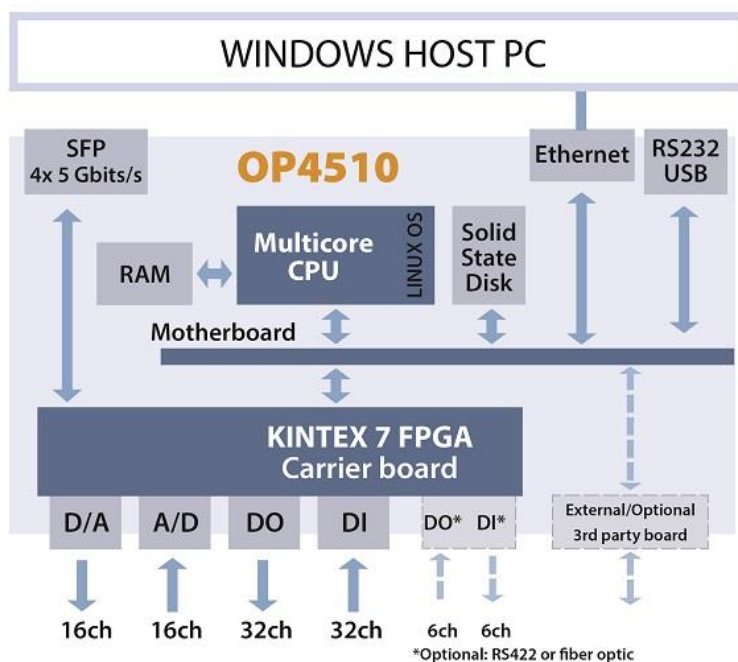 WINDOWS HOST PC
SFP
4x 5 Gbits/s
OP4510
Ethernet
RS232
USB
RAM
Multicore
CPU
LINUX OS
Solid
State
Disk
Motherboard
KINTEX 7 FPGA
Carrier board
D/A
A/D
DO
DI
DO*
DI*
External/Optional
3rd party board
16ch
16ch
32ch
32ch
6ch
6ch
*Optional: RS422 or fiber optic